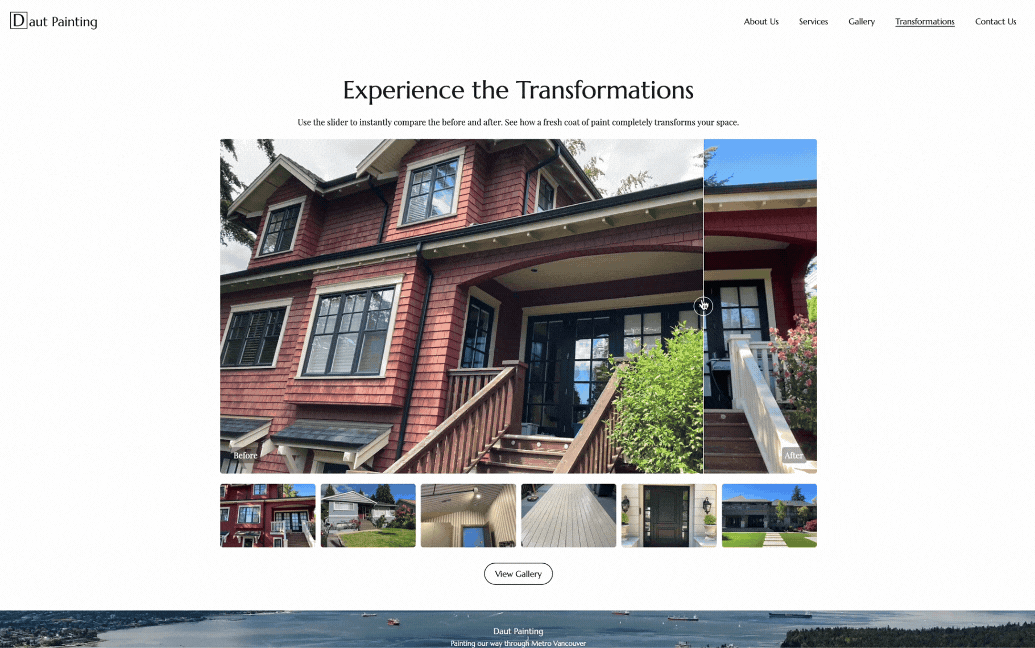 Daut Painting
About Us
Services
Gallery
Transformations
Contact Us
Experience the Transformations
Use the slider to instantly compare the before and after. See how a fresh coat of paint completely transforms your space.
Before
After
View Gallery
Daut Painting
Painting our way through Metro Vancouver